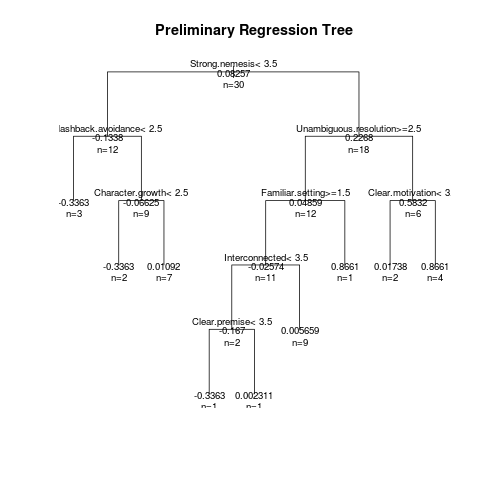 Preliminary Regression Tree
Strong.nemesis< 3.5
0.08257
n=30
lashback.avoidance< 2.5
-0.1338
n=12
Unambiguous.resolution>=2.5
0.2268
n=18
-0.3363
n=3
Character.growth< 2.5
-0.06625
n=9
Familiar.setting>=1.5
0.04859
n=12
Clear.motivation< 3
0.5832
n=6
-0.3363
n=2
0.01092
n=7
Interconnected< 3.5
-0.02574
n=11
0.8661
n=1
0.01738
n=2
0.8661
n=4
Clear.premise< 3.5
-0.167
n=2
0.005659
n=9
-0.3363
n=1
0.002311
n=1